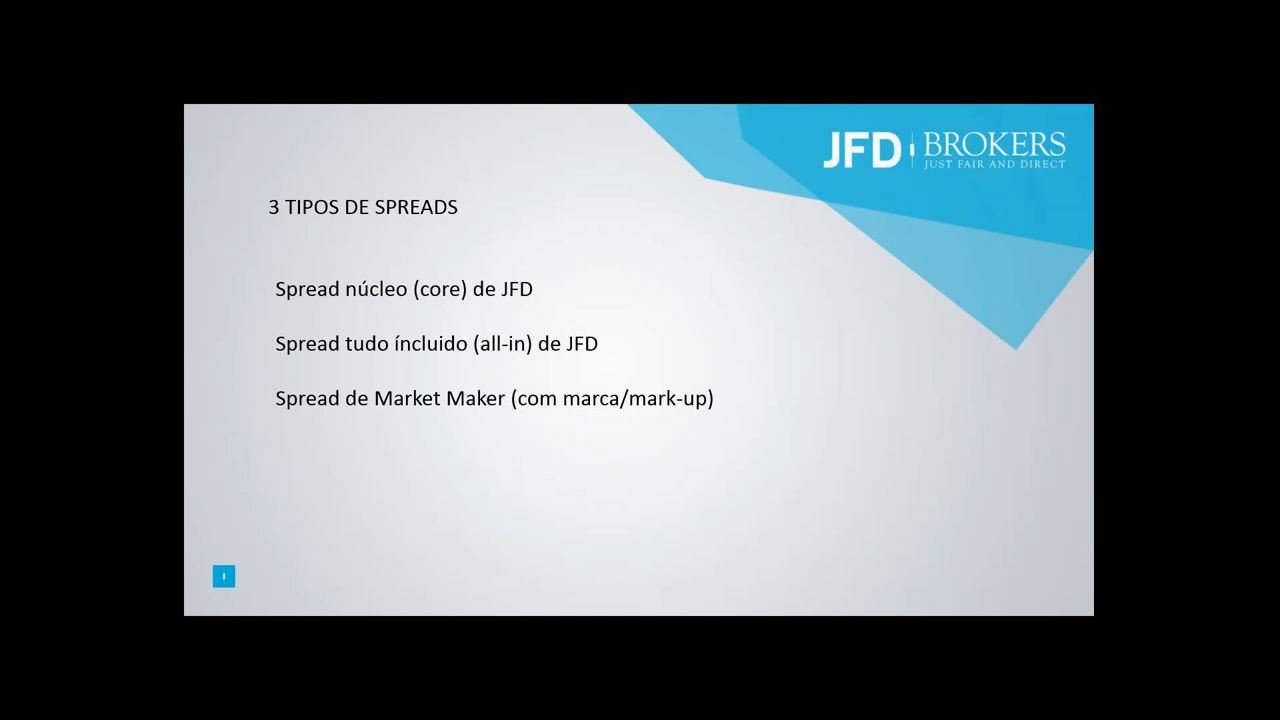 JFD BROKERS
JUST FAIR AND DIRECT
3 TIPOS DE SPREADS
Spread núcleo (core) de JFD
Spread tudo íncluido (all-in) de JFD
Spread de Market Maker (com marca/mark-up)